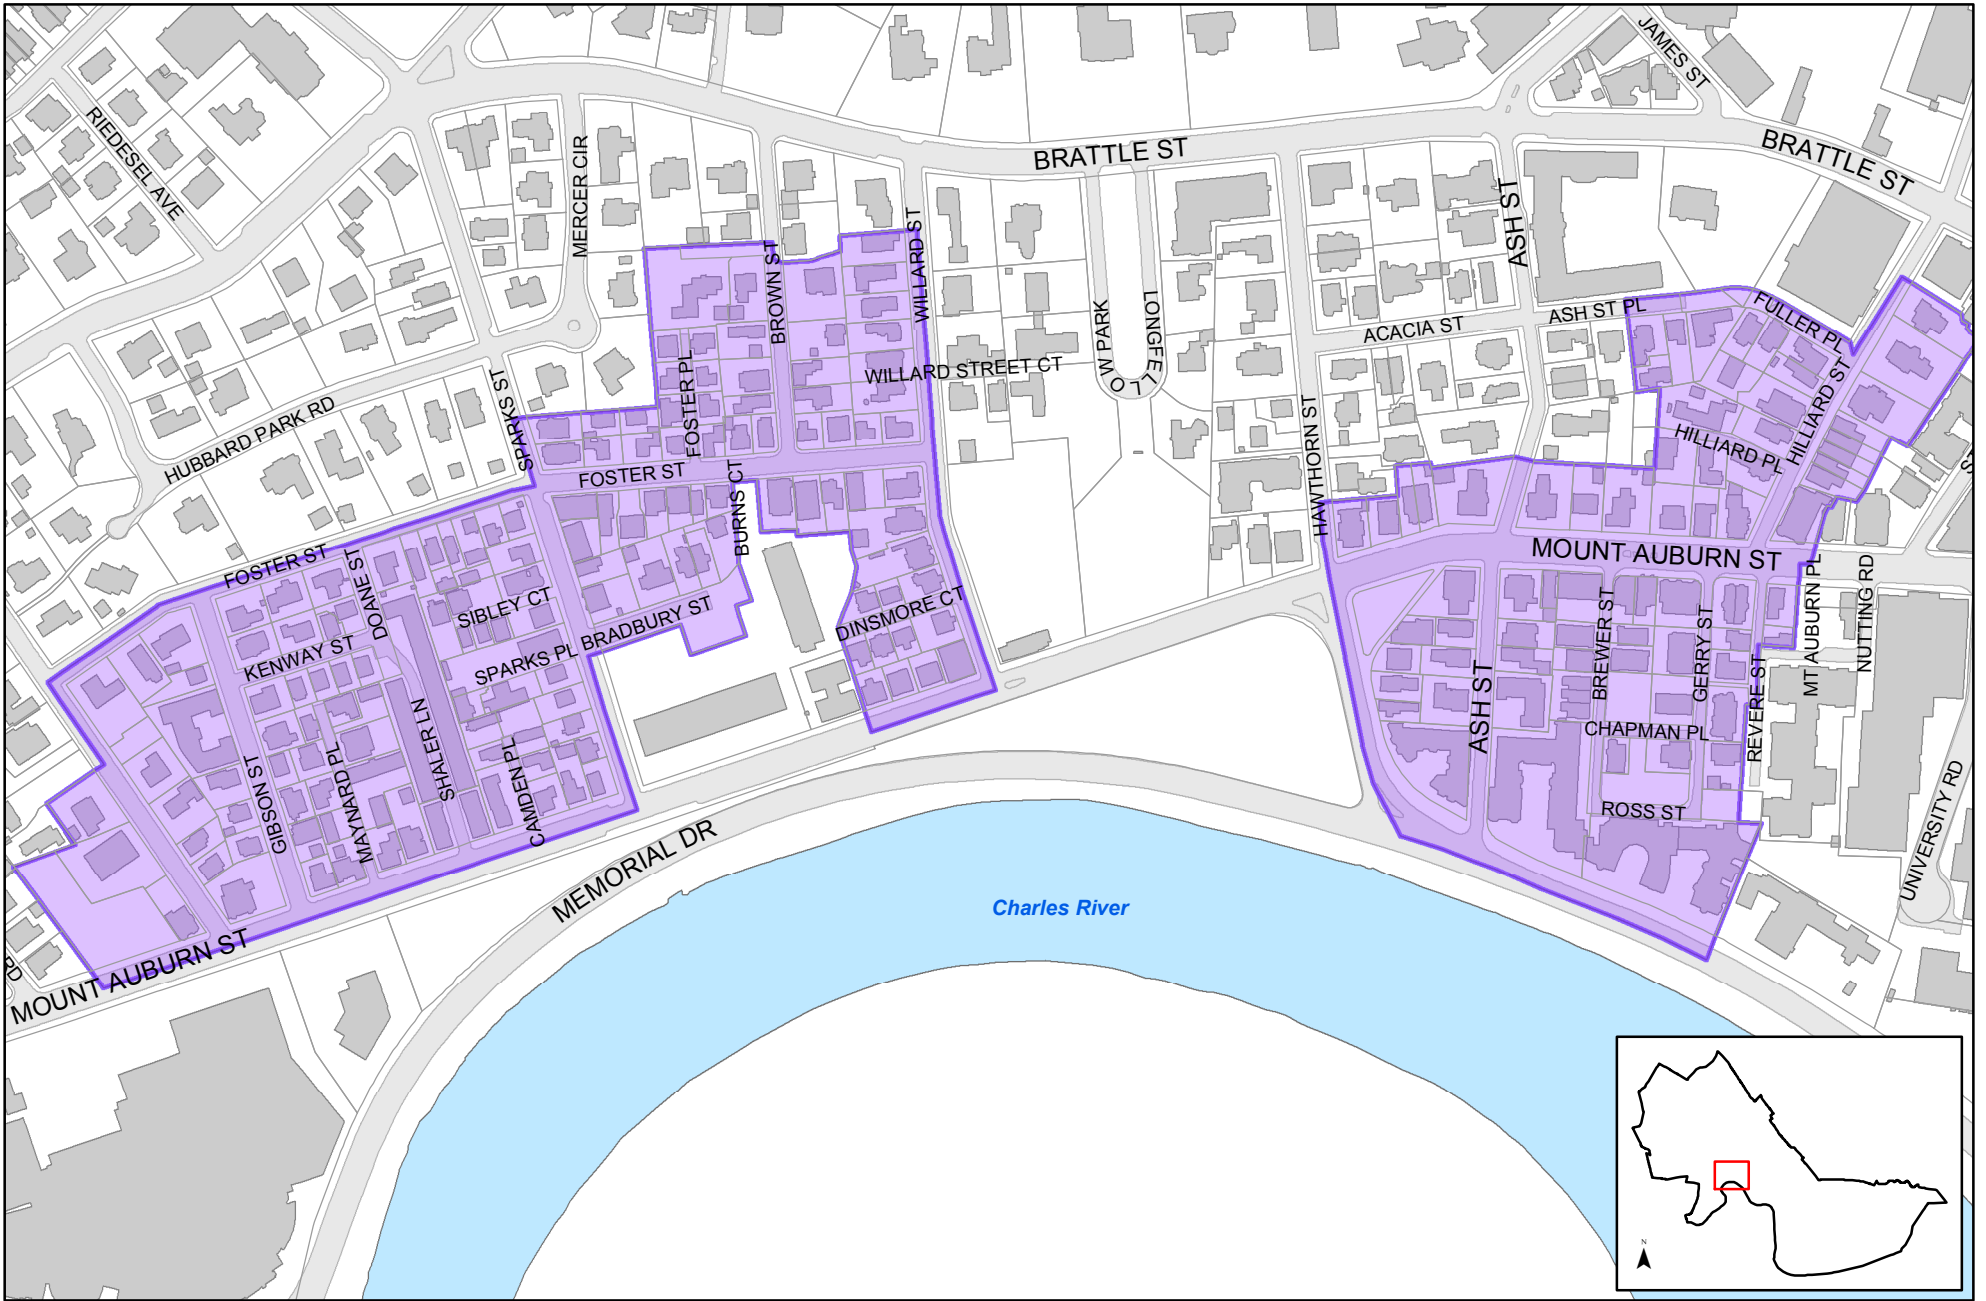 JAMES ST
BRATTLE ST
BRATTLE ST
RIEDESEL AVE
MERCER CIR
ASH ST
WILLARD ST
BROWN ST
LONGFELLOW PARK
ASH ST PL
FULLER PL
ACACIA ST
FOSTER PL
WILLARD STREET CT
HILLIARD ST
SPARKS ST
HUBBARD PARK RD
HAWTHORN ST
HILLIARD PL
FOSTER ST
BURNS CT
MOUNT AUBURN ST
FOSTER ST
DOANE ST
SIBLEY CT
BRADBURY ST
DINSMORE CT
KENWAY ST
SPARKS PL
BREWER ST
GERRY ST
MT AUBURN PL
NUTTING RD
ASH ST
REVERE ST
CHAPMAN PL
SHALER LN
GIBSON ST
MAYNARD PL
CAMDEN PL
ROSS ST
UNIVERSITY RD
MEMORIAL DR
Charles River
MOUNT AUBURN ST
RD
N